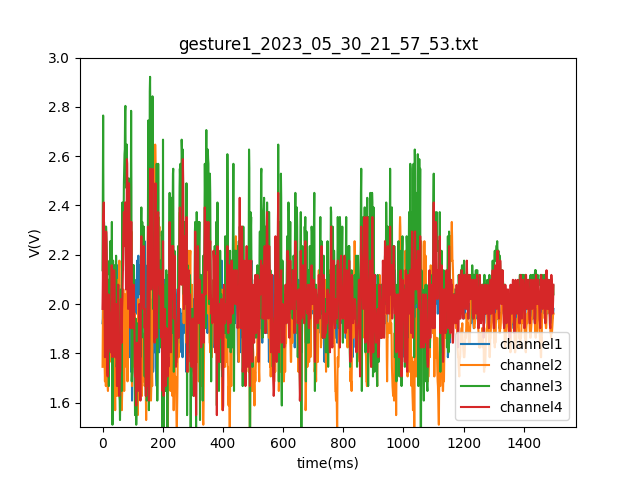 gesture1_2023_05_30_21_57_53.txt
3.0
2.8
2.6
2.4
2.2
2.0
1.8
1.6
V(V)
channel1
channel2
channel3
channel4
0 200 400 600 800 1000 1200 1400
time(ms)